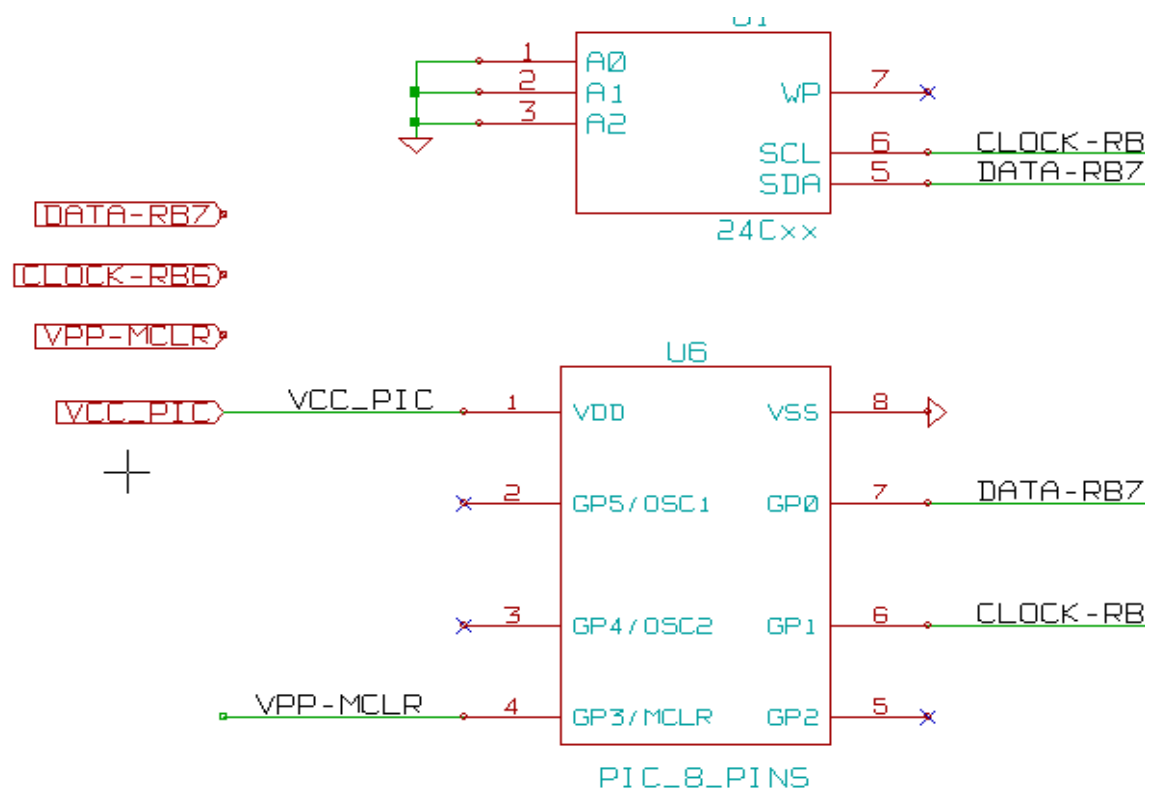 U1
1 A0
2 A1
WP 7
3 A2
SCL 6 CLOCK-RB
SDA 5 DATA-RB7
24Cxx
DATA-RB7
CLOCK-RB6
VPP-MCLR
U6
VCC_PIC VCC_PIC 1 VDD VSS 8
2 GP5/OSC1 GP0 7 DATA-RB7
3 GP4/OSC2 GP1 6 CLOCK-RB
VPP-MCLR 4 GP3/MCLR GP2 5
PIC_8_PINS